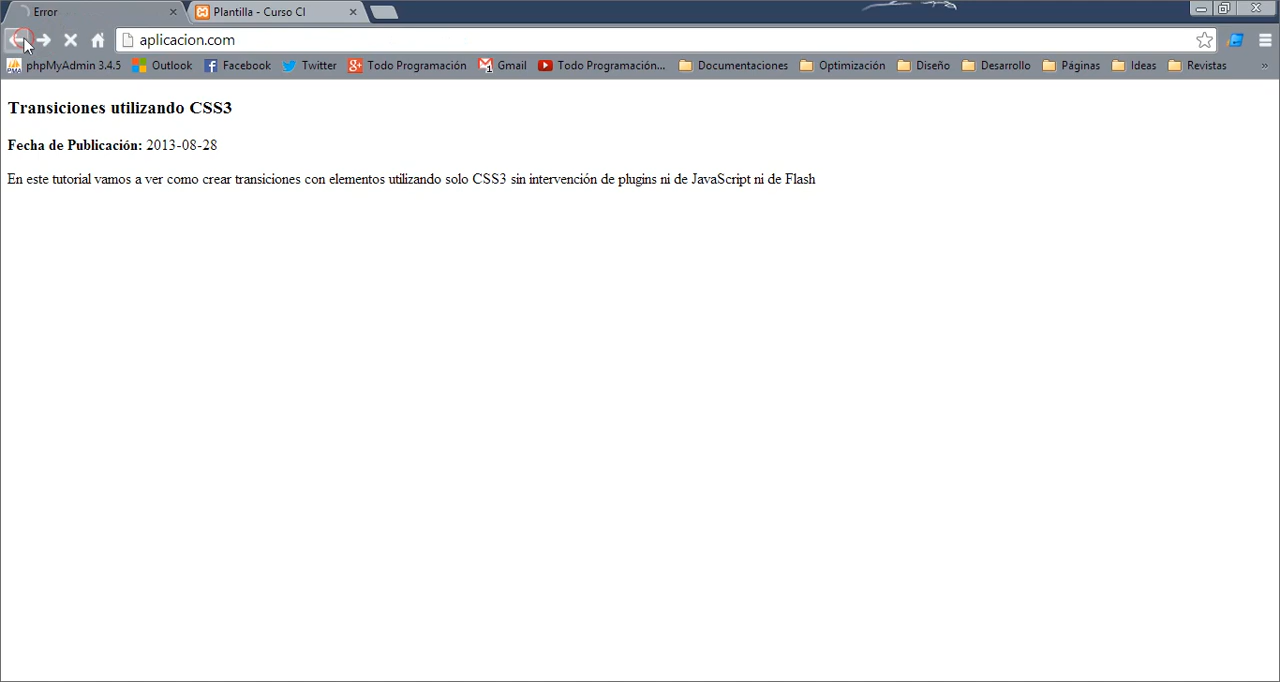 Error
Plantilla - Curso CI
aplicacion.com
phpMyAdmin 3.4.5 Outlook Facebook Twitter Todo Programación Gmail Todo Programación... Documentaciones Optimización Diseño Desarrollo Páginas Ideas Revistas »
Transiciones utilizando CSS3
Fecha de Publicación: 2013-08-28
En este tutorial vamos a ver como crear transiciones con elementos utilizando solo CSS3 sin intervención de plugins ni de JavaScript ni de Flash